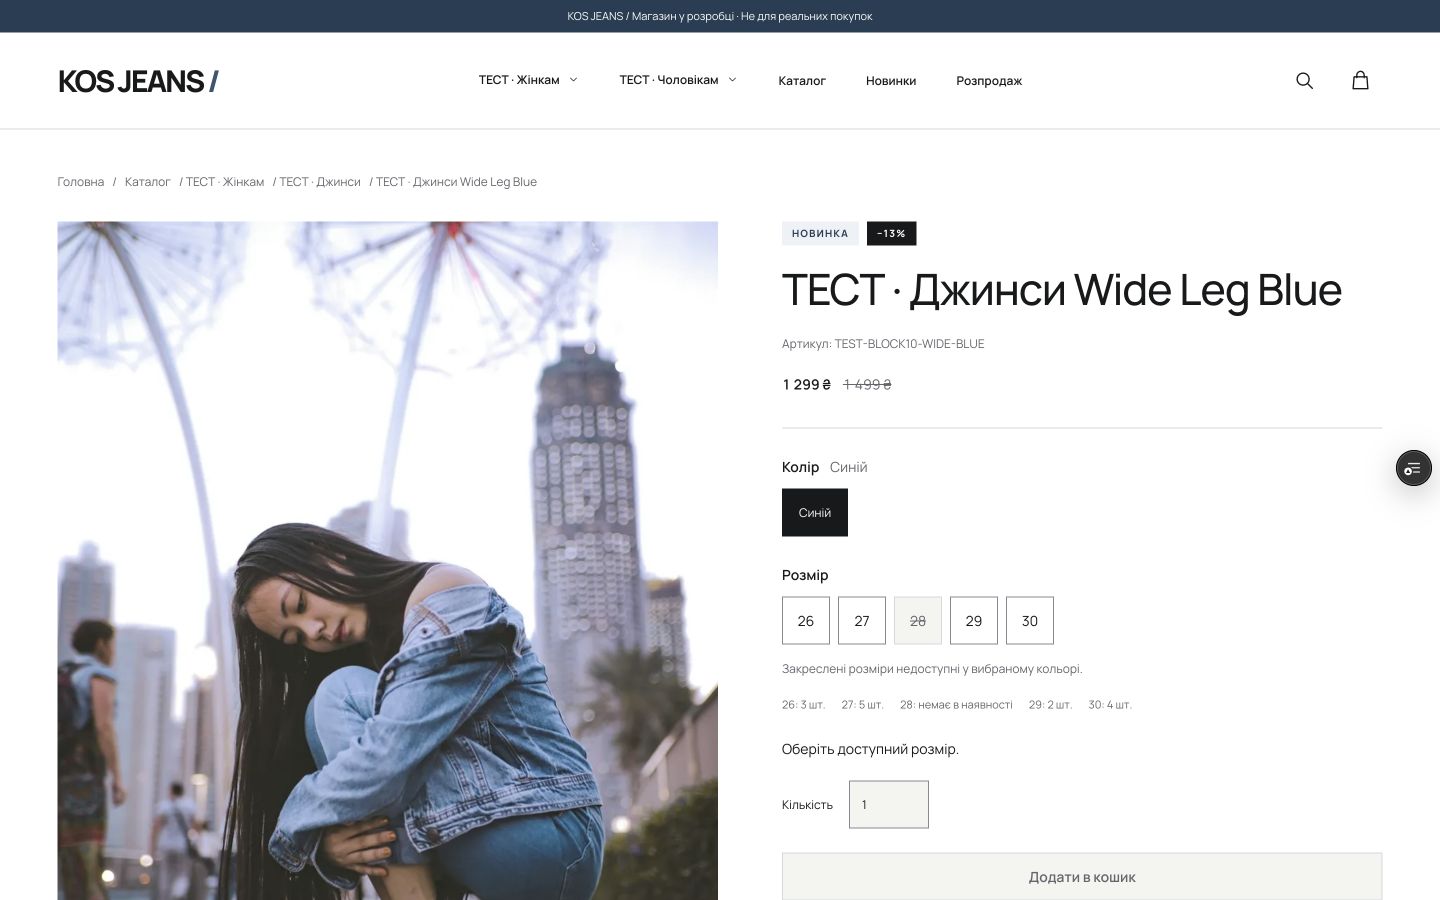 KOS JEANS / Магазин у розробці · Не для реальних покупок
KOS JEANS /
ТЕСТ · Жінкам
ТЕСТ · Чоловікам
Каталог
Новинки
Розпродаж
Головна / Каталог / ТЕСТ · Жінкам / ТЕСТ · Джинси / ТЕСТ · Джинси Wide Leg Blue
НОВИНКА
−13%
ТЕСТ · Джинси Wide Leg Blue
Артикул: TEST-BLOCK10-WIDE-BLUE
1 299 ₴ 1 499 ₴
Колір Синій
Синій
Розмір
26 27 28 29 30
Закреслені розміри недоступні у вибраному кольорі.
26: 3 шт. 27: 5 шт. 28: немає в наявності 29: 2 шт. 30: 4 шт.
Оберіть доступний розмір.
Кількість 1
Додати в кошик